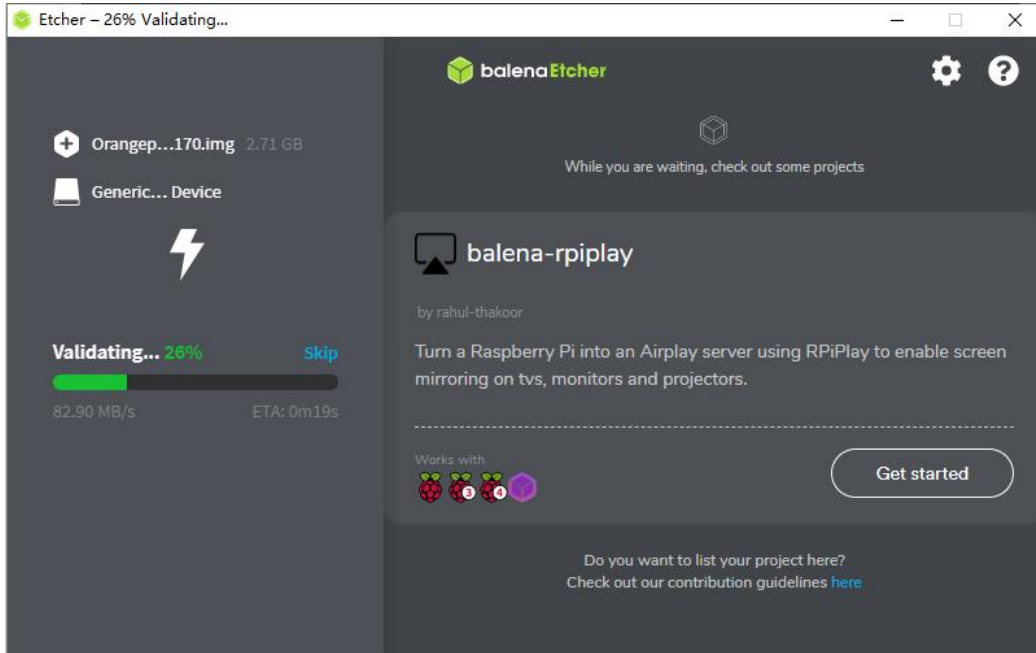 Etcher – 26% Validating...
balenaEtcher
Orangep...170.img 2.71 GB
Generic... Device
Validating... 26% Skip
82.90 MB/s ETA: 0m19s
While you are waiting, check out some projects
balena-rpiplay
by rahul-thakoor
Turn a Raspberry Pi into an Airplay server using RPiPlay to enable screen
mirroring on tvs, monitors and projectors.
Works with
3 4
Get started
Do you want to list your project here?
Check out our contribution guidelines here